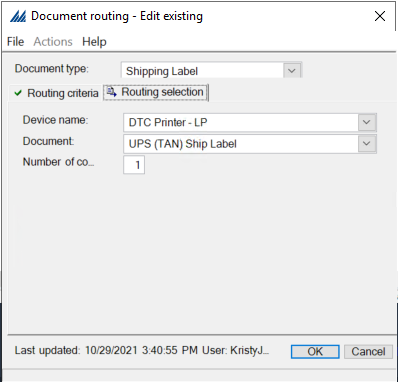 Document routing - Edit existing
File Actions Help
Document type: Shipping Label
Routing criteria Routing selection
Device name: DTC Printer - LP
Document: UPS (TAN) Ship Label
Number of co... 1
Last updated: 10/29/2021 3:40:55 PM User: KristyJ... OK Cancel